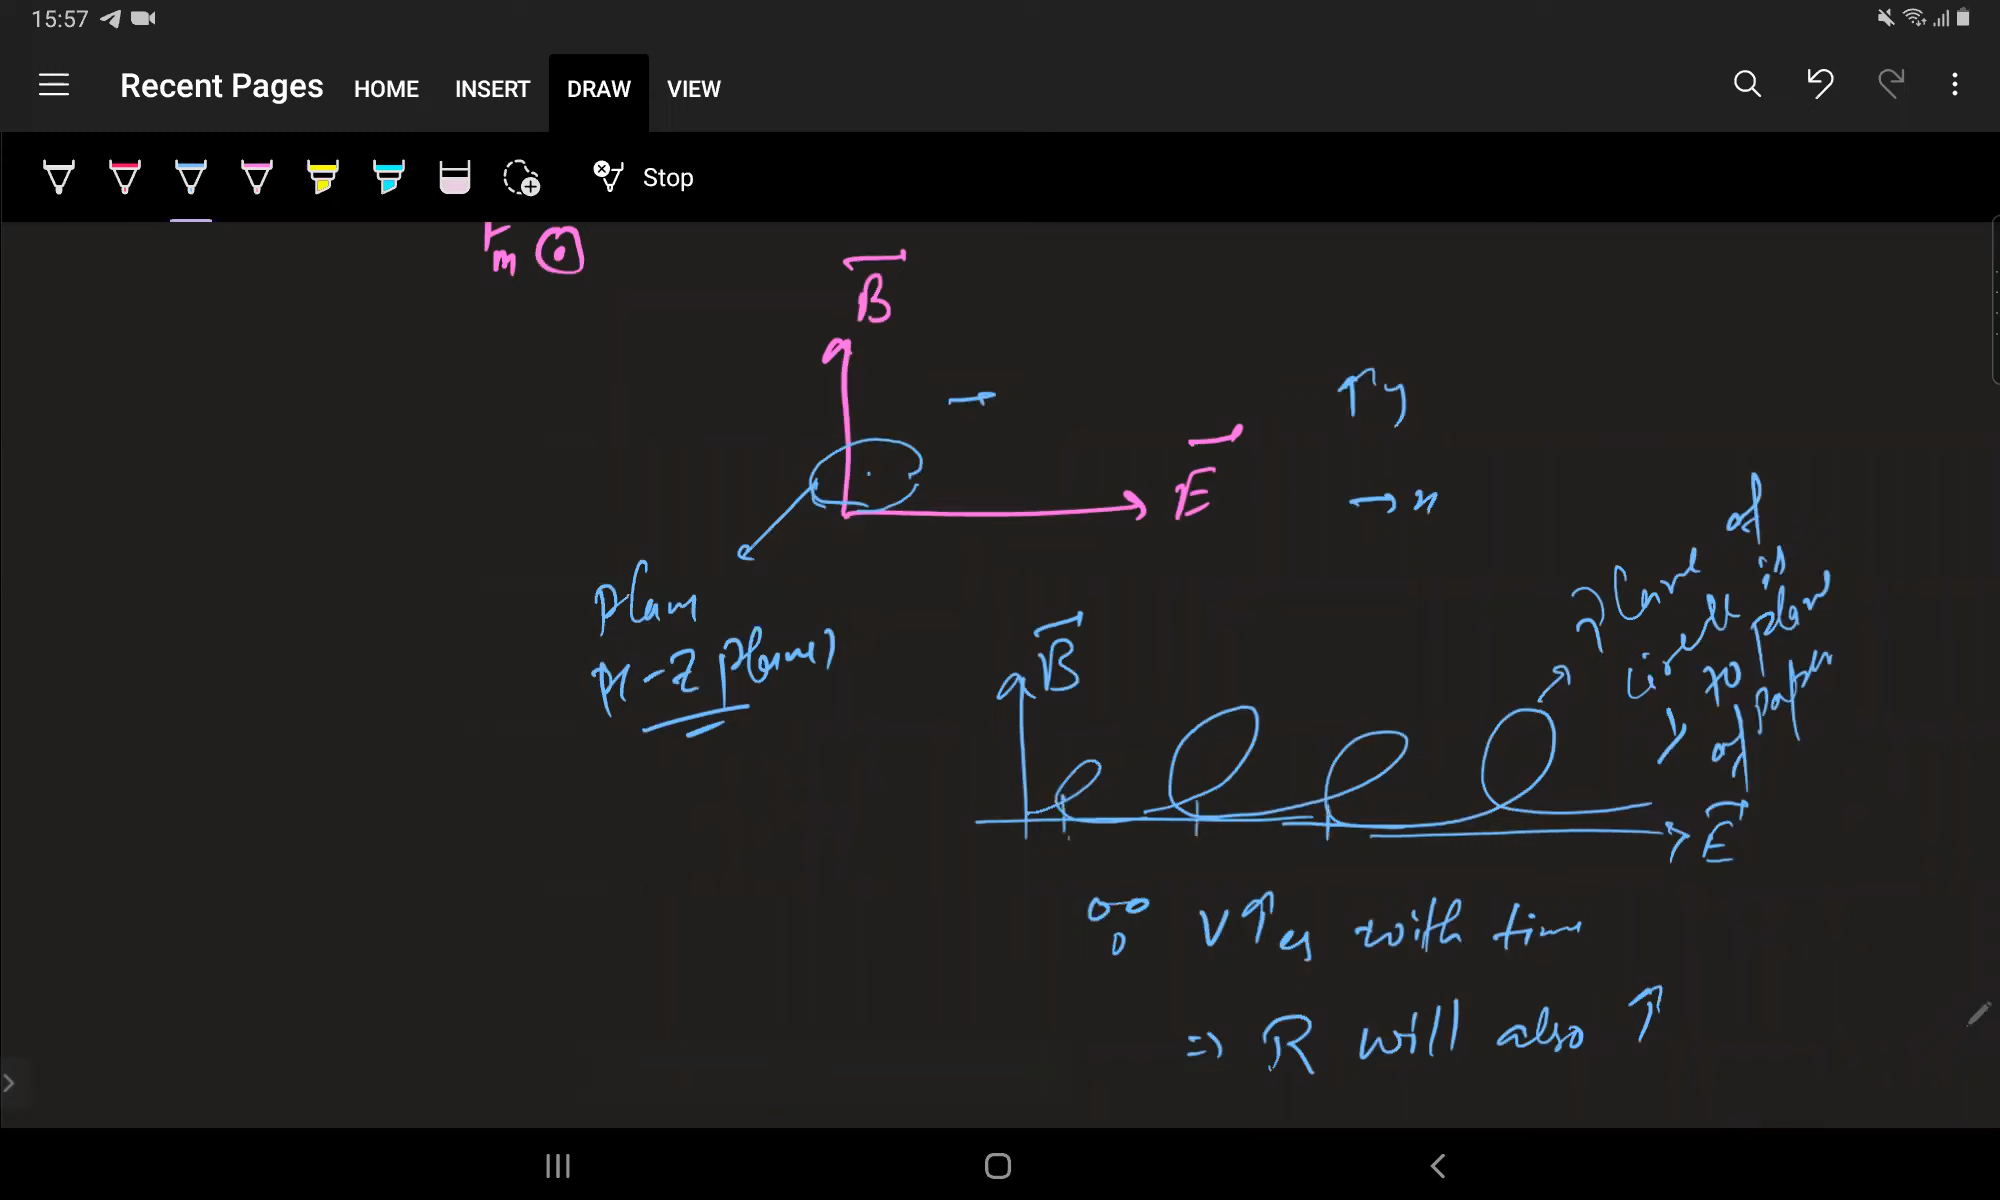 15:57
Recent Pages HOME INSERT DRAW VIEW
Stop
F
m
B
y
E
x
plane
x-z plane)
plane of
circle is
to plane
of paper
B
E
V↑es with time
⇒ R will also ↑